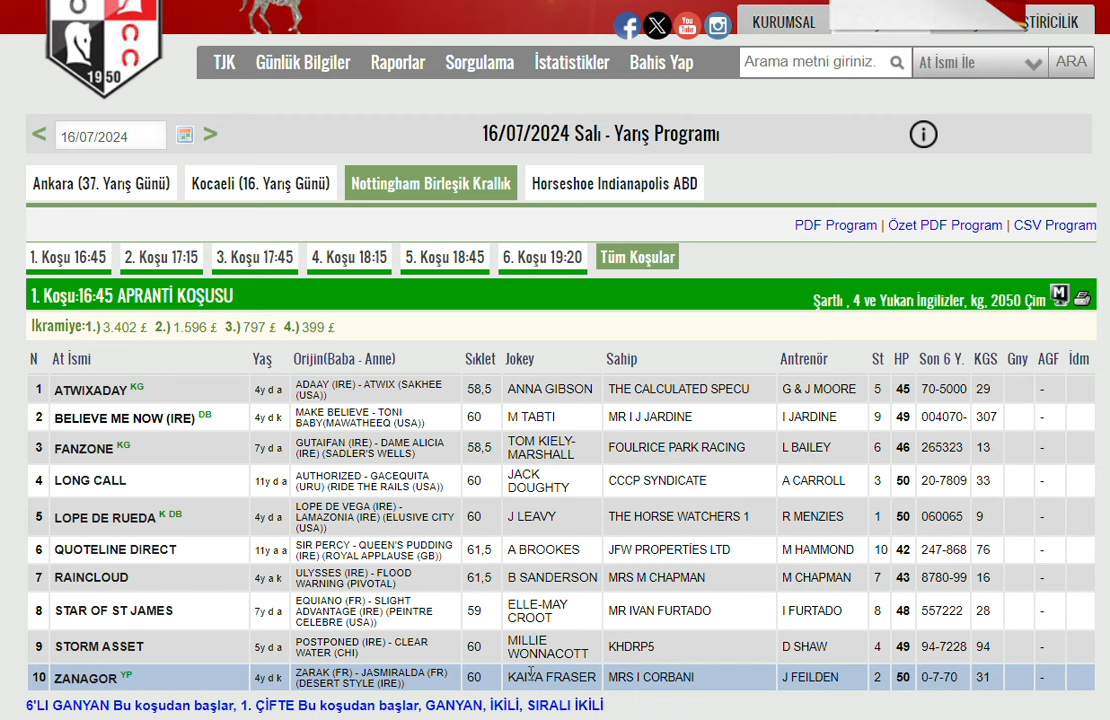 KURUMSAL
ŞTİRİCİLİK
CC
1950
TJK Günlük Bilgiler Raporlar Sorgulama İstatistikler Bahis Yap Arama metni giriniz. At İsmi İle ARA
< 16/07/2024 > 16/07/2024 Salı - Yarış Programı
Ankara (37. Yarış Günü) Kocaeli (16. Yarış Günü) Nottingham Birleşik Krallık Horseshoe Indianapolis ABD
PDF Program | Özet PDF Program | CSV Program
1. Koşu 16:45 2. Koşu 17:15 3. Koşu 17:45 4. Koşu 18:15 5. Koşu 18:45 6. Koşu 19:20 Tüm Koşular
1. Koşu:16:45 APRANTİ KOŞUSU Şartlı , 4 ve Yukarı İngilizler, kg, 2050 Çim M
İkramiye:1.) 3.402 £ 2.) 1.596 £ 3.) 797 £ 4.) 399 £
N At İsmi Yaş Orijin(Baba - Anne) Sıklet Jokey Sahip Antrenör St HP Son 6 Y. KGS Gny AGF İdm
1 ATWIXADAY KG 4y d a ADAAY (IRE) - ATWIX (SAKHEE (USA)) 58,5 ANNA GIBSON THE CALCULATED SPECU G & J MOORE 5 45 70-5000 29 -
2 BELIEVE ME NOW (IRE) DB 4y d k MAKE BELIEVE - TONI BABY(MAWATHEEQ (USA)) 60 M TABTI MR I J JARDINE I JARDINE 9 49 004070- 307 -
3 FANZONE KG 7y d a GUTAIFAN (IRE) - DAME ALICIA (IRE) (SADLER'S WELLS) 58,5 TOM KIELY-MARSHALL FOULRICE PARK RACING L BAILEY 6 46 265323 13 -
4 LONG CALL 11y d a AUTHORIZED - GACEQUITA (URU) (RIDE THE RAILS (USA)) 60 JACK DOUGHTY CCCP SYNDICATE A CARROLL 3 50 20-7809 33 -
5 LOPE DE RUEDA K DB 4y d a LOPE DE VEGA (IRE) - LAMAZONIA (IRE) (ELUSIVE CITY (USA)) 60 J LEAVY THE HORSE WATCHERS 1 R MENZIES 1 50 060065 9 -
6 QUOTELINE DIRECT 11y a a SIR PERCY - QUEEN'S PUDDING (IRE) (ROYAL APPLAUSE (GB)) 61,5 A BROOKES JFW PROPERTİES LTD M HAMMOND 10 42 247-868 76 -
7 RAINCLOUD 4y a k ULYSSES (IRE) - FLOOD WARNING (PIVOTAL) 61,5 B SANDERSON MRS M CHAPMAN M CHAPMAN 7 43 8780-99 16 -
8 STAR OF ST JAMES 7y d a EQUIANO (FR) - SLIGHT ADVANTAGE (IRE) (PEINTRE CELEBRE (USA)) 59 ELLE-MAY CROOT MR IVAN FURTADO I FURTADO 8 48 557222 28 -
9 STORM ASSET 5y d a POSTPONED (IRE) - CLEAR WATER (CHI) 60 MILLIE WONNACOTT KHDRP5 D SHAW 4 49 94-7228 94 -
10 ZANAGOR YP 4y d k ZARAK (FR) - JASMIRALDA (FR) (DESERT STYLE (IRE)) 60 KAIYA FRASER MRS I CORBANI J FEILDEN 2 50 0-7-70 31 -
6'LI GANYAN Bu koşudan başlar, 1. ÇİFTE Bu koşudan başlar, GANYAN, İKİLİ, SIRALI İKİLİ